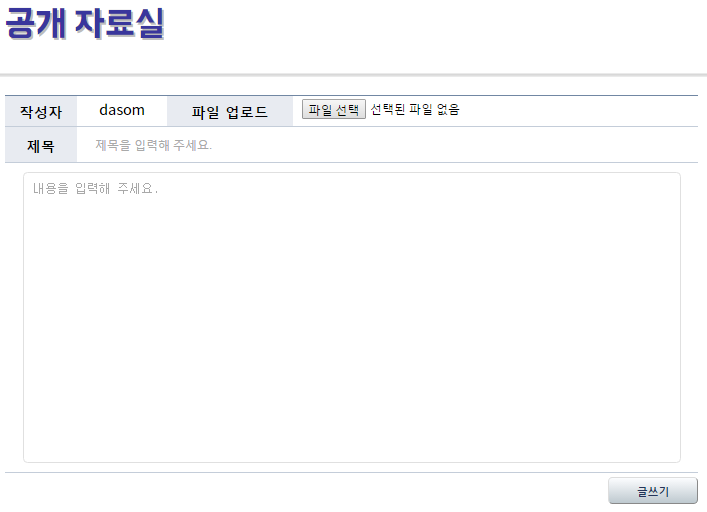 공개 자료실
작성자 dasom 파일 업로드 파일 선택 선택된 파일 없음
제목 제목을 입력해 주세요.
내용을 입력해 주세요.
글쓰기